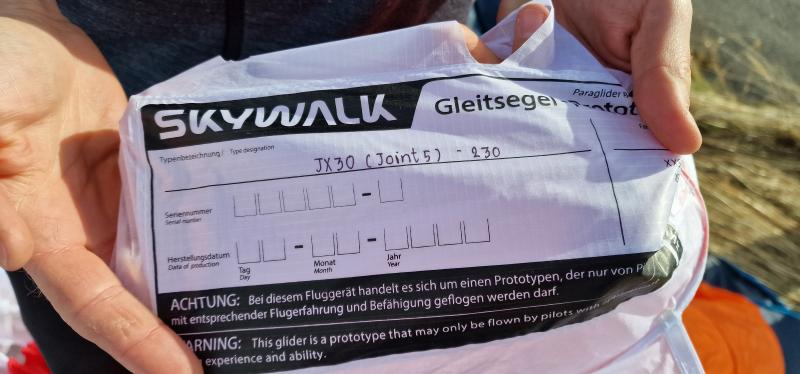 SKYWALK
Gleitsegel
Paraglider
Typenbezeichnung / Type designation
JX30 (Joint5) - 230
Seriennummer
Serial number
Herstellungsdatum
Date of production
Tag Monat Jahr
Day Month Year
ACHTUNG: Bei diesem Fluggerät handelt es sich um einen Prototypen, der nur von
mit entsprechender Flugerfahrung und Befähigung geflogen werden darf.
ARNING: This glider is a prototype that may only be flown by pilots with
experience and ability.